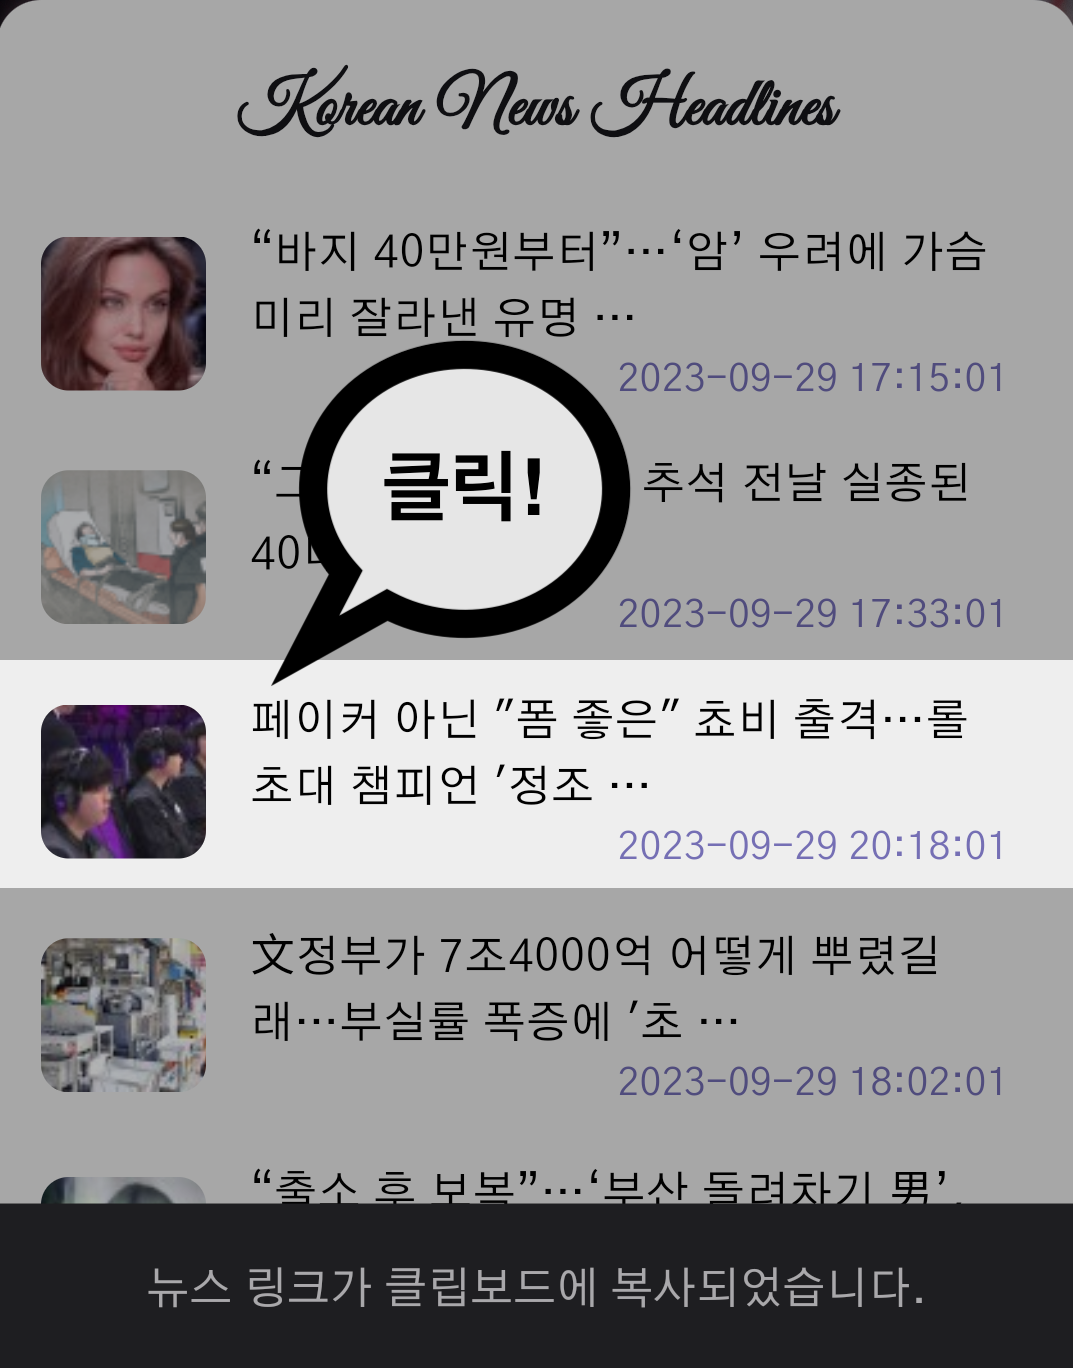 Korean News Headlines
“바지 40만원부터”…‘암’ 우려에 가슴
미리 잘라낸 유명 …
2023-09-29 17:15:01
클릭!
추석 전날 실종된
2023-09-29 17:33:01
페이커 아닌 "폼 좋은" 쵸비 출격…롤
초대 챔피언 '정조 …
2023-09-29 20:18:01
文정부가 7조4000억 어떻게 뿌렸길
래…부실률 폭증에 '초 …
2023-09-29 18:02:01
“출소 후 보복”…‘부산 돌려차기 男’,
뉴스 링크가 클립보드에 복사되었습니다.